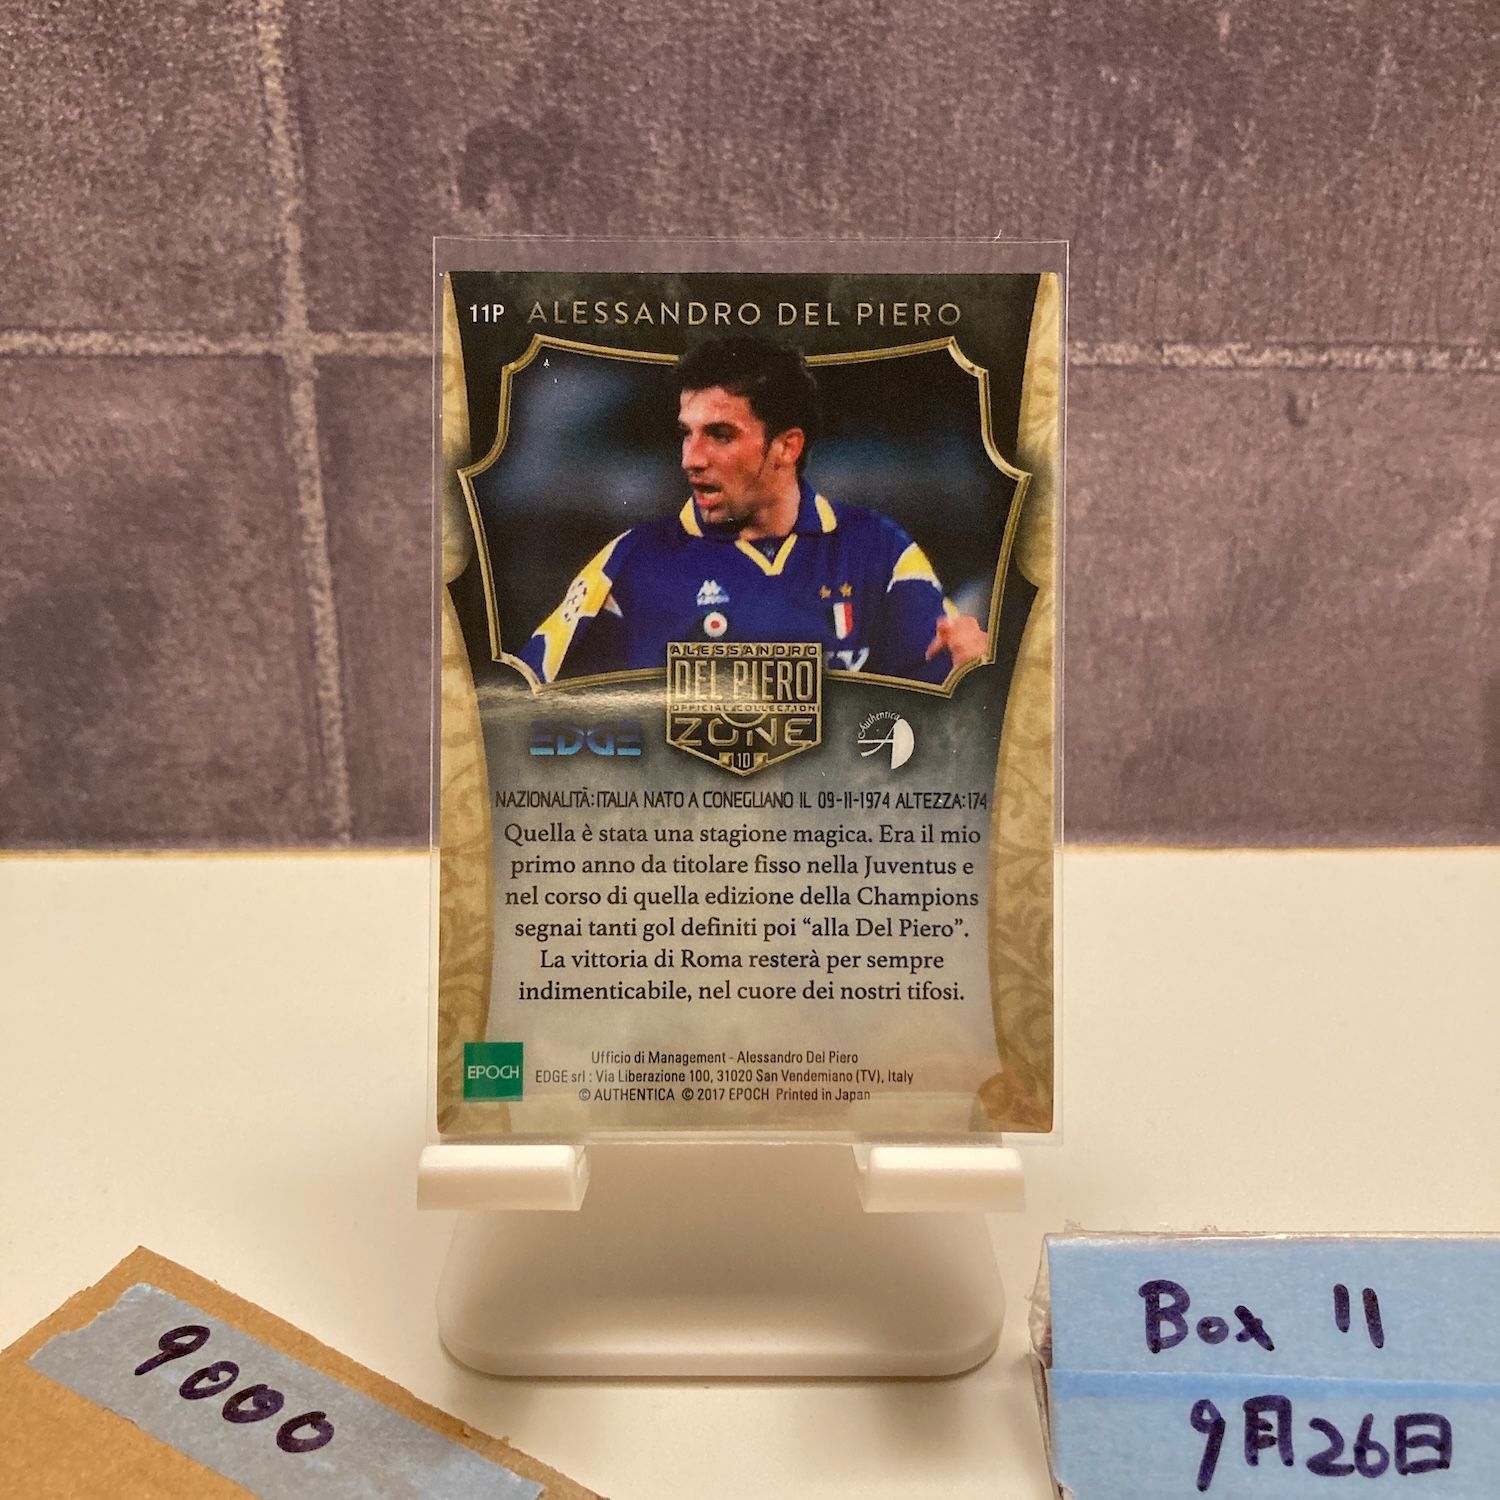 11P ALESSANDRO DEL PIERO
Kappa
ALESSANDRO
DEL PIERO
OFFICIAL COLLECTION
ZONE
10
EDGE
Authentica
NAZIONALITÀ:ITALIA NATO A CONEGLIANO IL 09-11-1974 ALTEZZA:174
Quella è stata una stagione magica. Era il mio
primo anno da titolare fisso nella Juventus e
nel corso di quella edizione della Champions
segnai tanti gol definiti poi “alla Del Piero”.
La vittoria di Roma resterà per sempre
indimenticabile, nel cuore dei nostri tifosi.
EPOCH
Ufficio di Management - Alessandro Del Piero
EDGE srl : Via Liberazione 100, 31020 San Vendemiano (TV), Italy
© AUTHENTICA © 2017 EPOCH Printed in Japan
9000
Box 11
9月26日